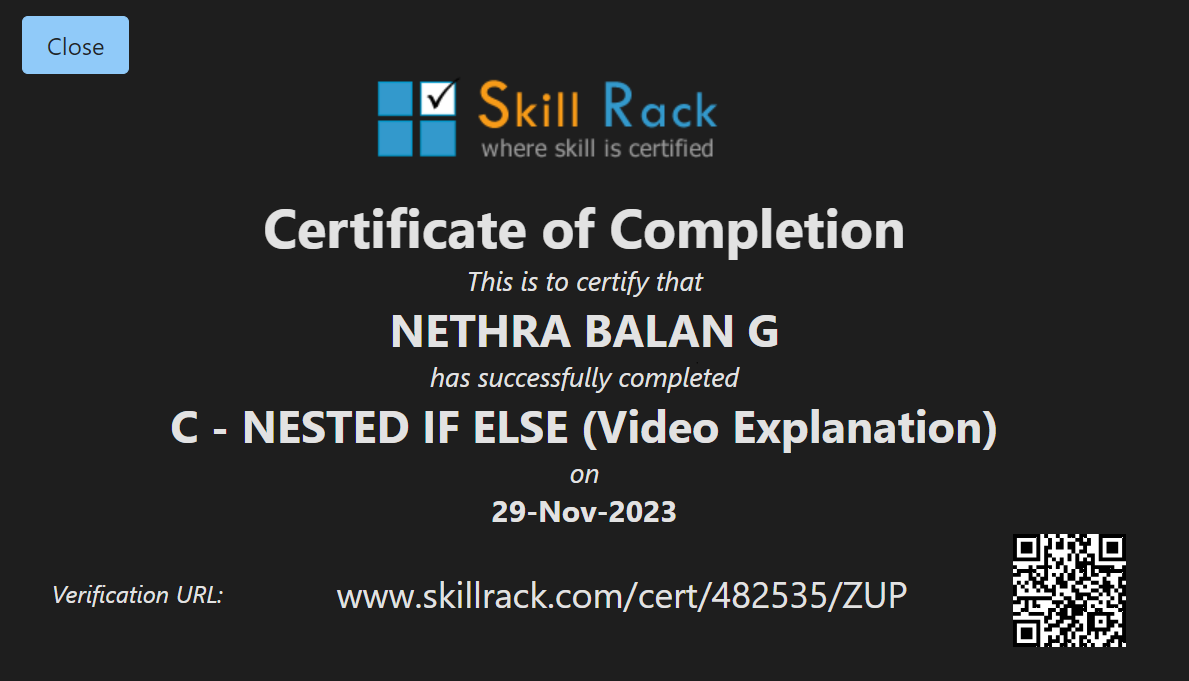 Close
Skill Rack
where skill is certified
Certificate of Completion
This is to certify that
NETHRA BALAN G
has successfully completed
C - NESTED IF ELSE (Video Explanation)
on
29-Nov-2023
Verification URL: www.skillrack.com/cert/482535/ZUP